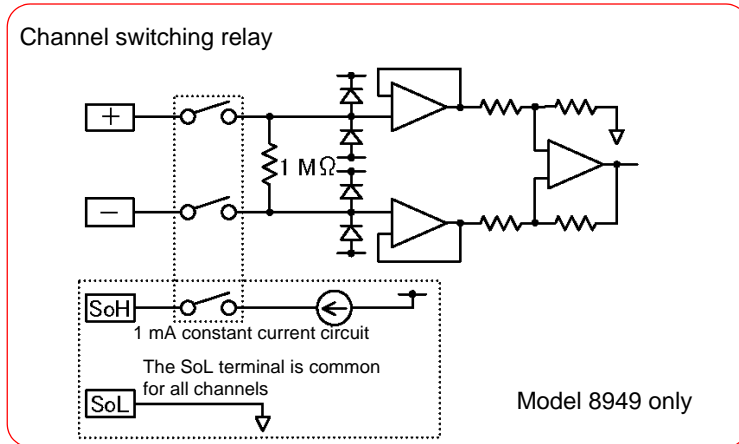 Channel switching relay
+
1 MΩ
−
SoH
1 mA constant current circuit
The SoL terminal is common
for all channels
SoL
Model 8949 only